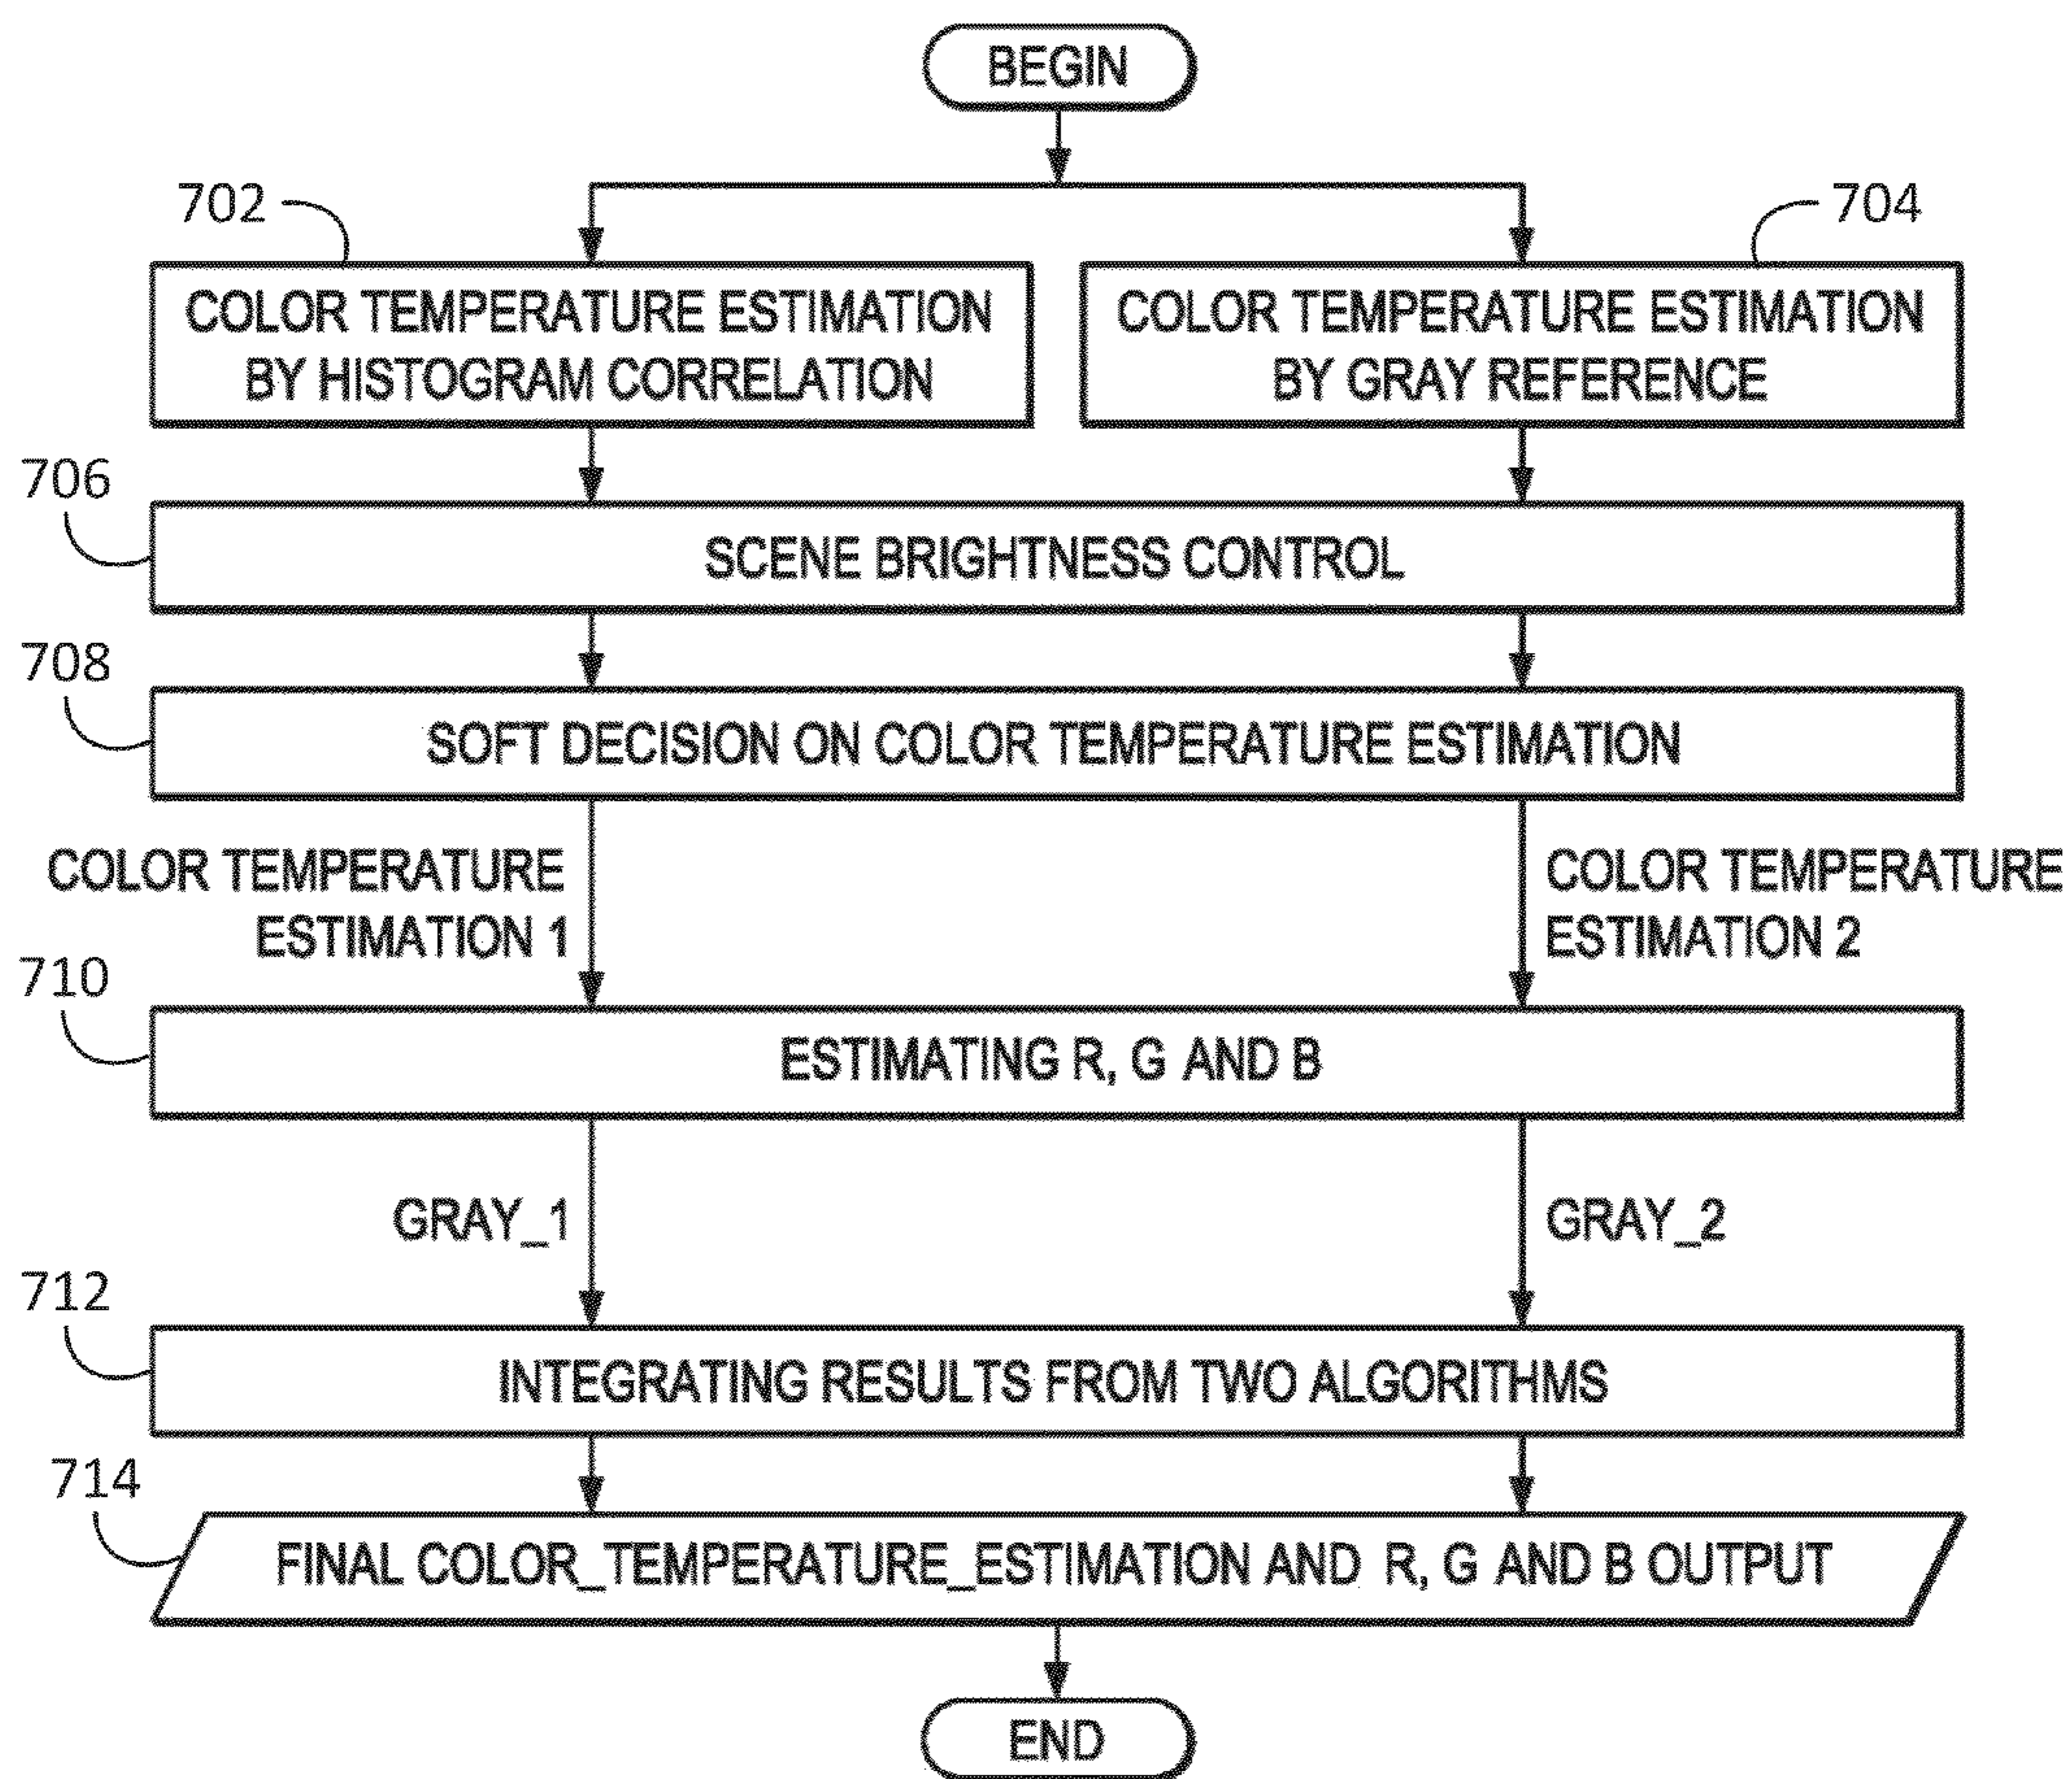 BEGIN
702
704
COLOR TEMPERATURE ESTIMATION
BY HISTOGRAM CORRELATION
COLOR TEMPERATURE ESTIMATION
BY GRAY REFERENCE
706
SCENE BRIGHTNESS CONTROL
708
SOFT DECISION ON COLOR TEMPERATURE ESTIMATION
COLOR TEMPERATURE
ESTIMATION 1
COLOR TEMPERATURE
ESTIMATION 2
710
ESTIMATING R, G AND B
GRAY_1
GRAY_2
712
INTEGRATING RESULTS FROM TWO ALGORITHMS
714
FINAL COLOR_TEMPERATURE_ESTIMATION AND R, G AND B OUTPUT
END